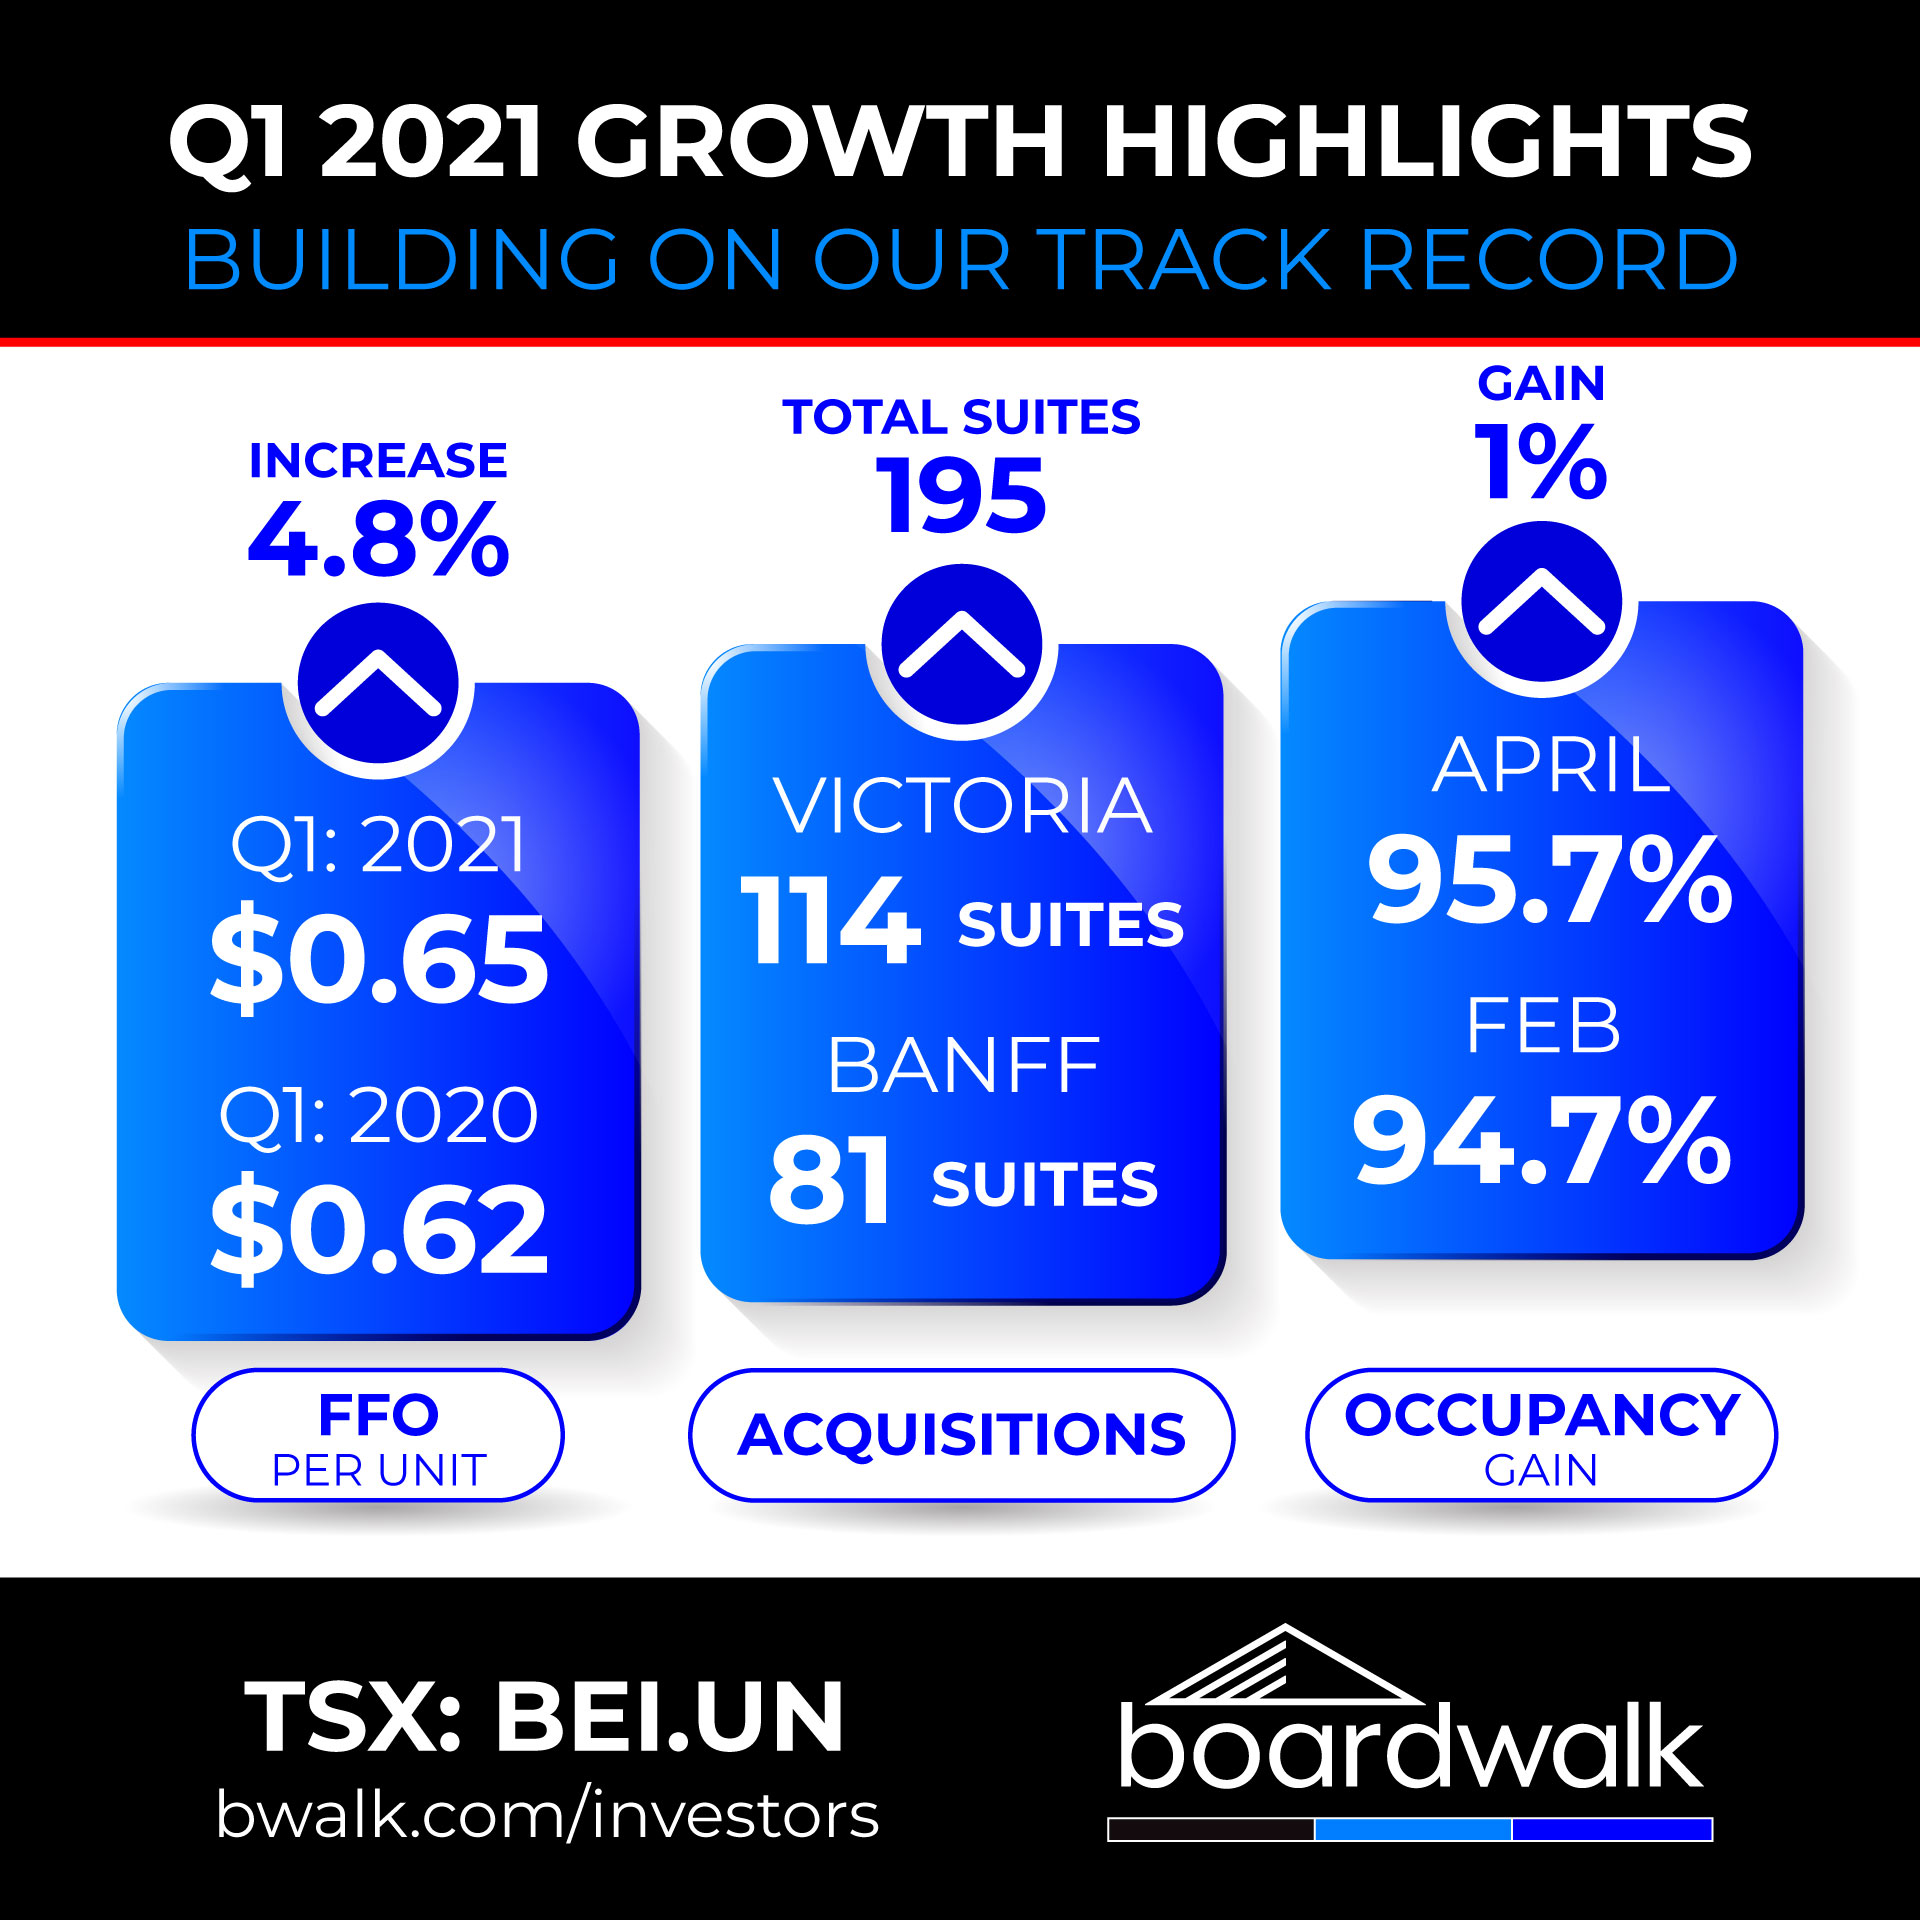 Q1 2021 GROWTH HIGHLIGHTS
BUILDING ON OUR TRACK RECORD
INCREASE
4.8%
Q1: 2021
$0.65
Q1: 2020
$0.62
FFO
PER UNIT
TOTAL SUITES
195
VICTORIA
114 SUITES
BANFF
81 SUITES
ACQUISITIONS
GAIN
1%
APRIL
95.7%
FEB
94.7%
OCCUPANCY
GAIN
TSX: BEI.UN
bwalk.com/investors
boardwalk